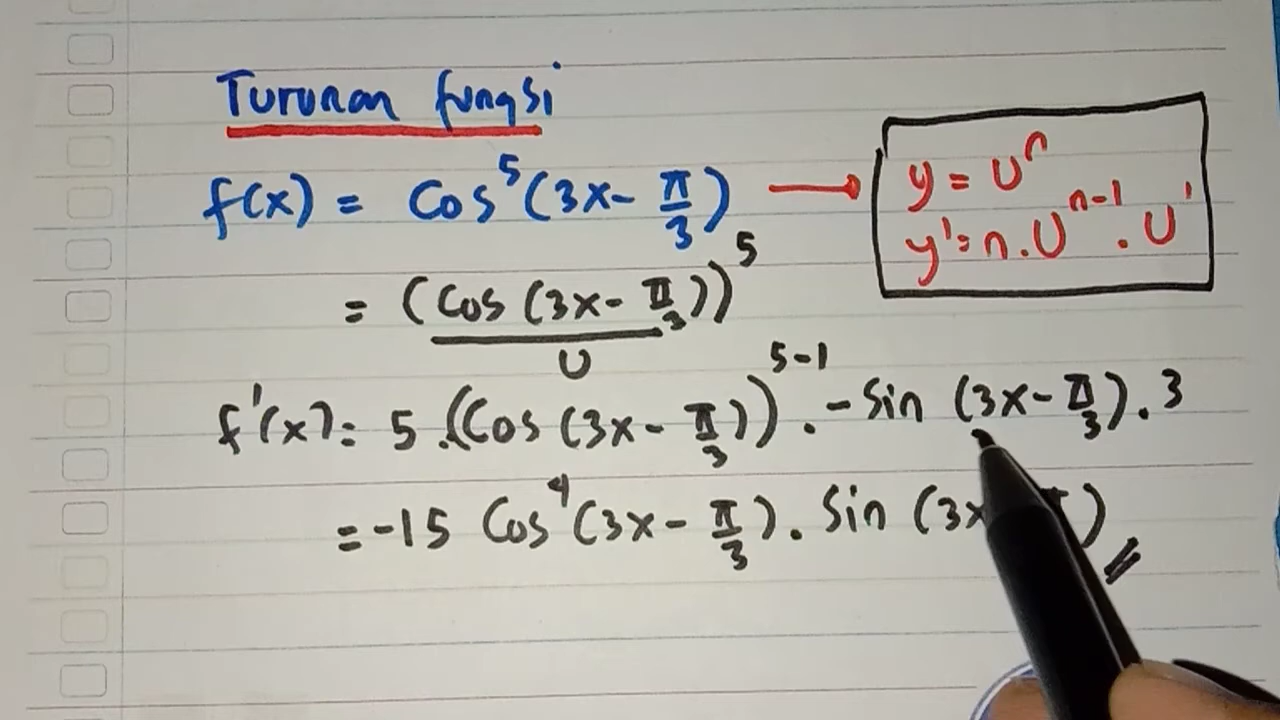 Turunan fungsi
f(x) = Cos⁵(3x - π/3) → y = Uⁿ
y' = n . Uⁿ⁻¹ . U'
= (Cos (3x - π/3))⁵
U
f'(x) = 5 . (Cos (3x - π/3))⁵⁻¹ . - Sin (3x - π/3) . 3
= -15 Cos⁴(3x - π/3) . Sin (3x